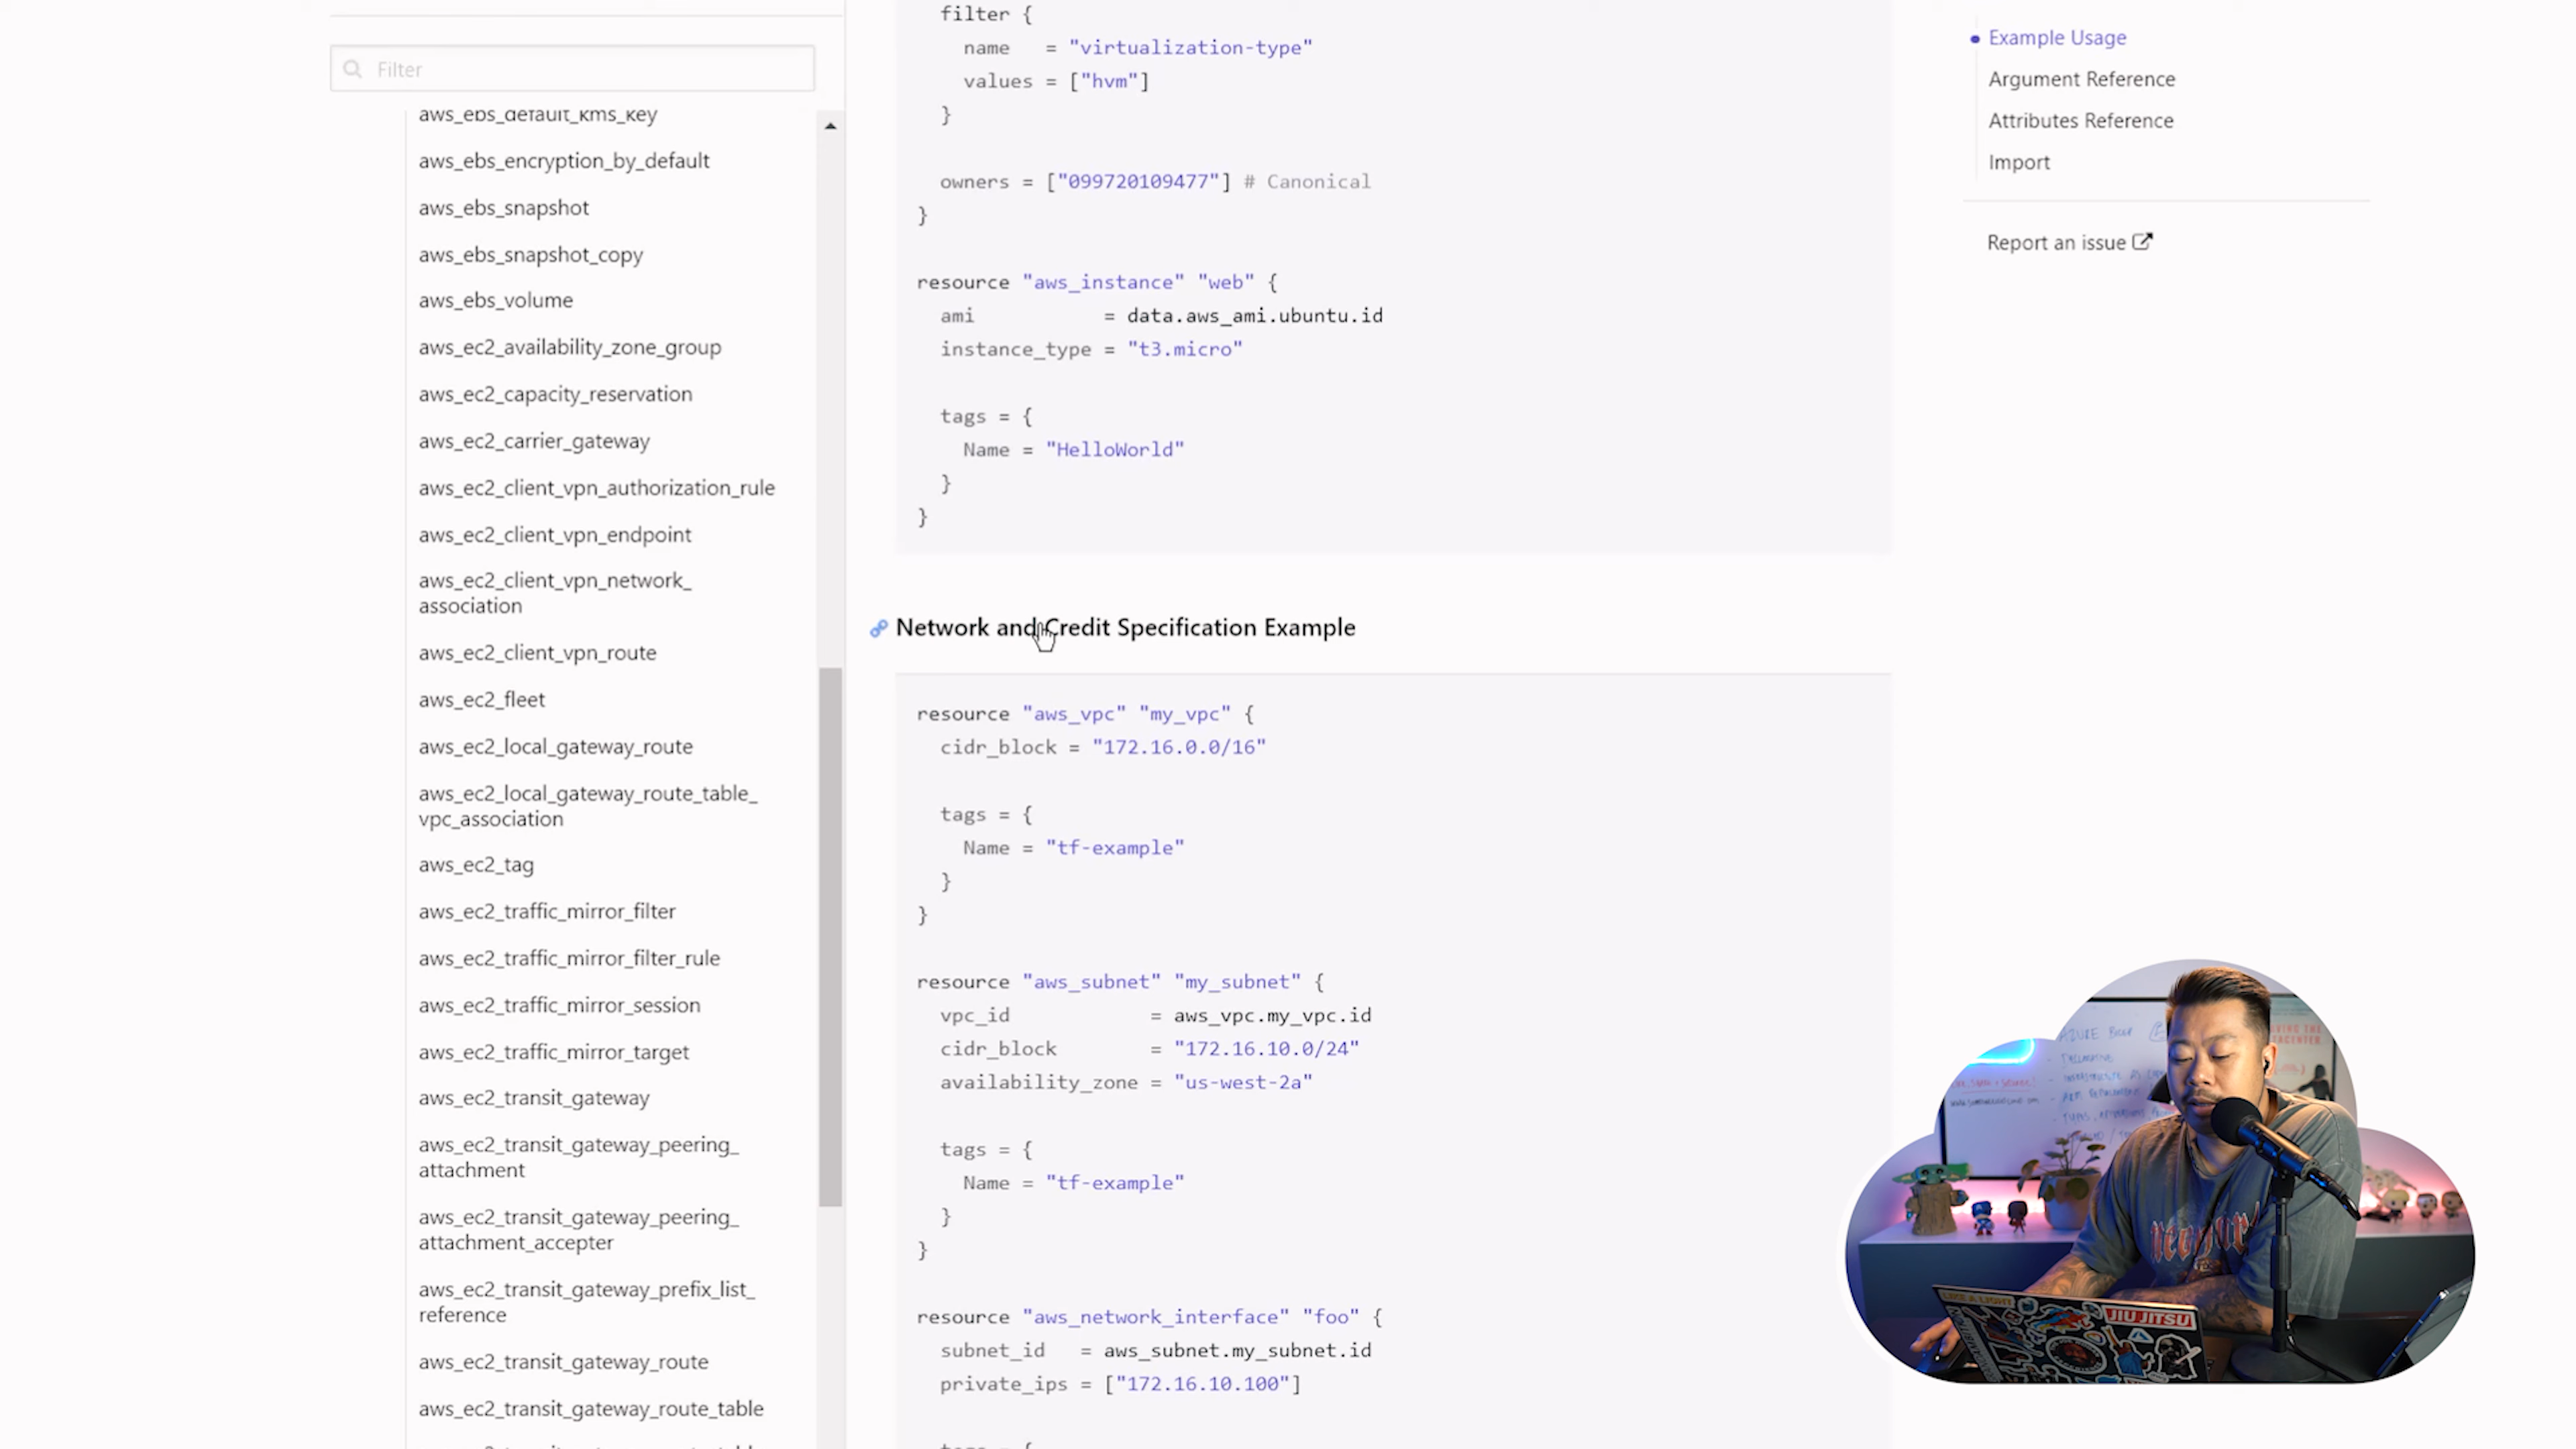 Filter
aws_ebs_default_kms_key
aws_ebs_encryption_by_default
aws_ebs_snapshot
aws_ebs_snapshot_copy
aws_ebs_volume
aws_ec2_availability_zone_group
aws_ec2_capacity_reservation
aws_ec2_carrier_gateway
aws_ec2_client_vpn_authorization_rule
aws_ec2_client_vpn_endpoint
aws_ec2_client_vpn_network_
association
aws_ec2_client_vpn_route
aws_ec2_fleet
aws_ec2_local_gateway_route
aws_ec2_local_gateway_route_table_
vpc_association
aws_ec2_tag
aws_ec2_traffic_mirror_filter
aws_ec2_traffic_mirror_filter_rule
aws_ec2_traffic_mirror_session
aws_ec2_traffic_mirror_target
aws_ec2_transit_gateway
aws_ec2_transit_gateway_peering_
attachment
aws_ec2_transit_gateway_peering_
attachment_accepter
aws_ec2_transit_gateway_prefix_list_
reference
aws_ec2_transit_gateway_route
aws_ec2_transit_gateway_route_table
filter {
name = "virtualization-type"
values = ["hvm"]
}
owners = ["099720109477"] # Canonical
}
resource "aws_instance" "web" {
ami = data.aws_ami.ubuntu.id
instance_type = "t3.micro"
tags = {
Name = "HelloWorld"
}
}
Network and Credit Specification Example
resource "aws_vpc" "my_vpc" {
cidr_block = "172.16.0.0/16"
tags = {
Name = "tf-example"
}
}
resource "aws_subnet" "my_subnet" {
vpc_id = aws_vpc.my_vpc.id
cidr_block = "172.16.10.0/24"
availability_zone = "us-west-2a"
tags = {
Name = "tf-example"
}
}
resource "aws_network_interface" "foo" {
subnet_id = aws_subnet.my_subnet.id
private_ips = ["172.16.10.100"]
Example Usage
Argument Reference
Attributes Reference
Import
Report an issue
AZURE
JIU JITSU